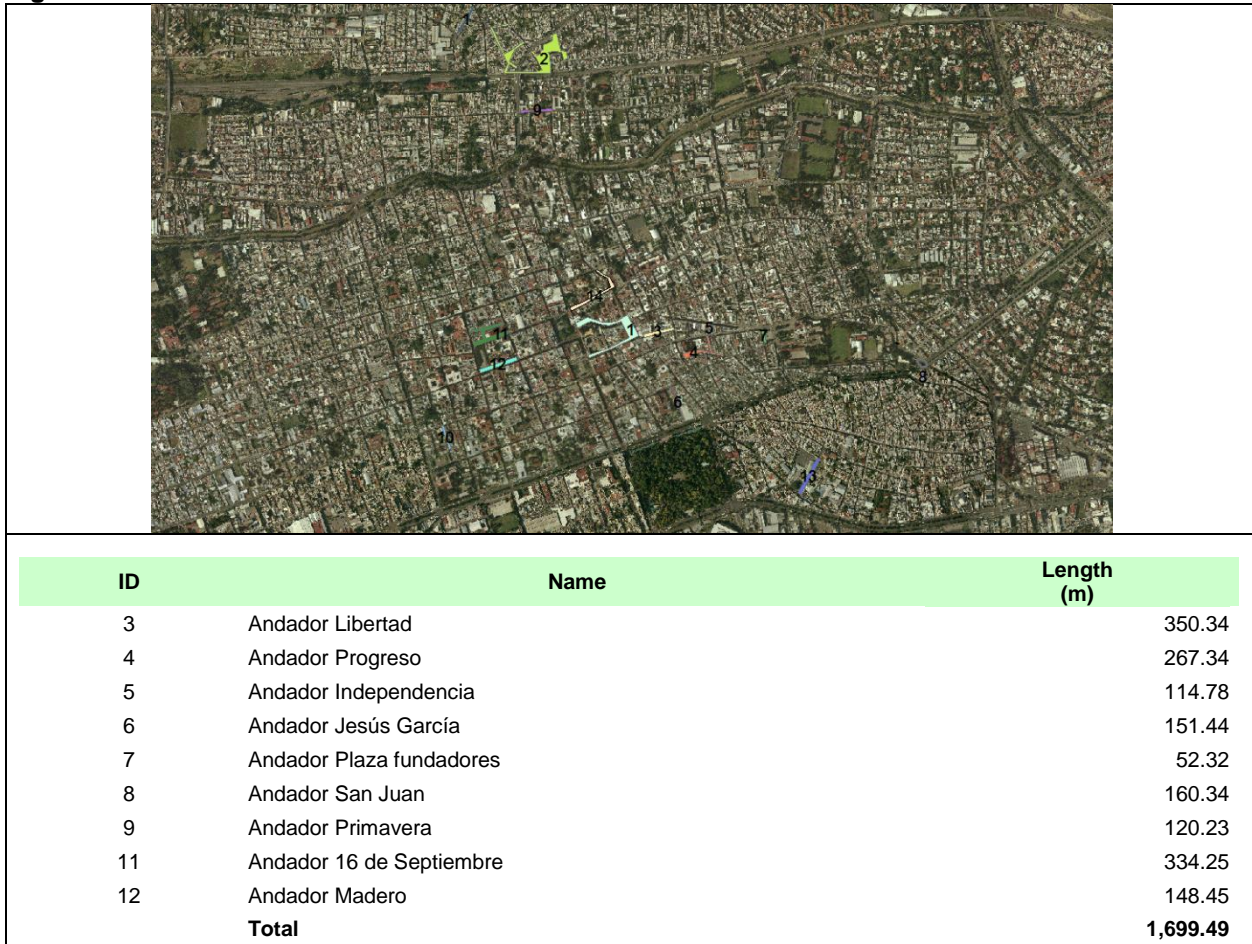 1
2
9
14
11
1
3
5
7
4
12
8
6
10
13
ID Name Length
(m)
3 Andador Libertad 350.34
4 Andador Progreso 267.34
5 Andador Independencia 114.78
6 Andador Jesús García 151.44
7 Andador Plaza fundadores 52.32
8 Andador San Juan 160.34
9 Andador Primavera 120.23
11 Andador 16 de Septiembre 334.25
12 Andador Madero 148.45
Total 1,699.49